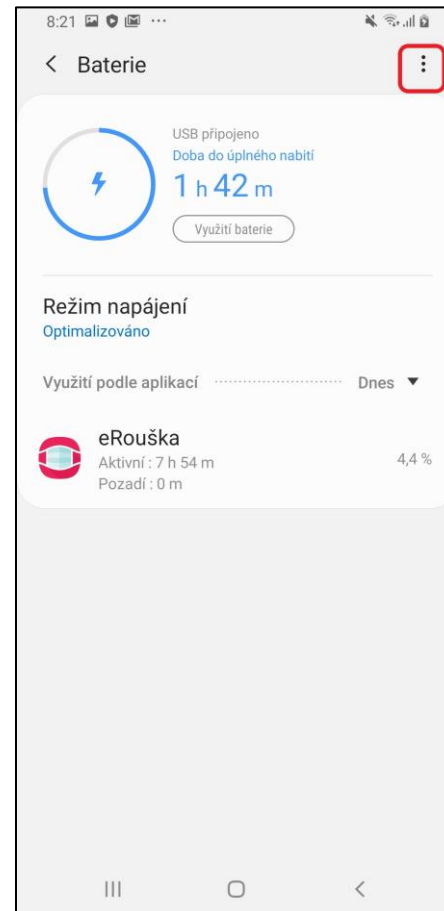 8:21
Baterie
USB připojeno
Doba do úplného nabití
1 h 42 m
Využití baterie
Režim napájení
Optimalizováno
Využití podle aplikací Dnes
eRouška
Aktivní : 7 h 54 m
4,4 %
Pozadí : 0 m